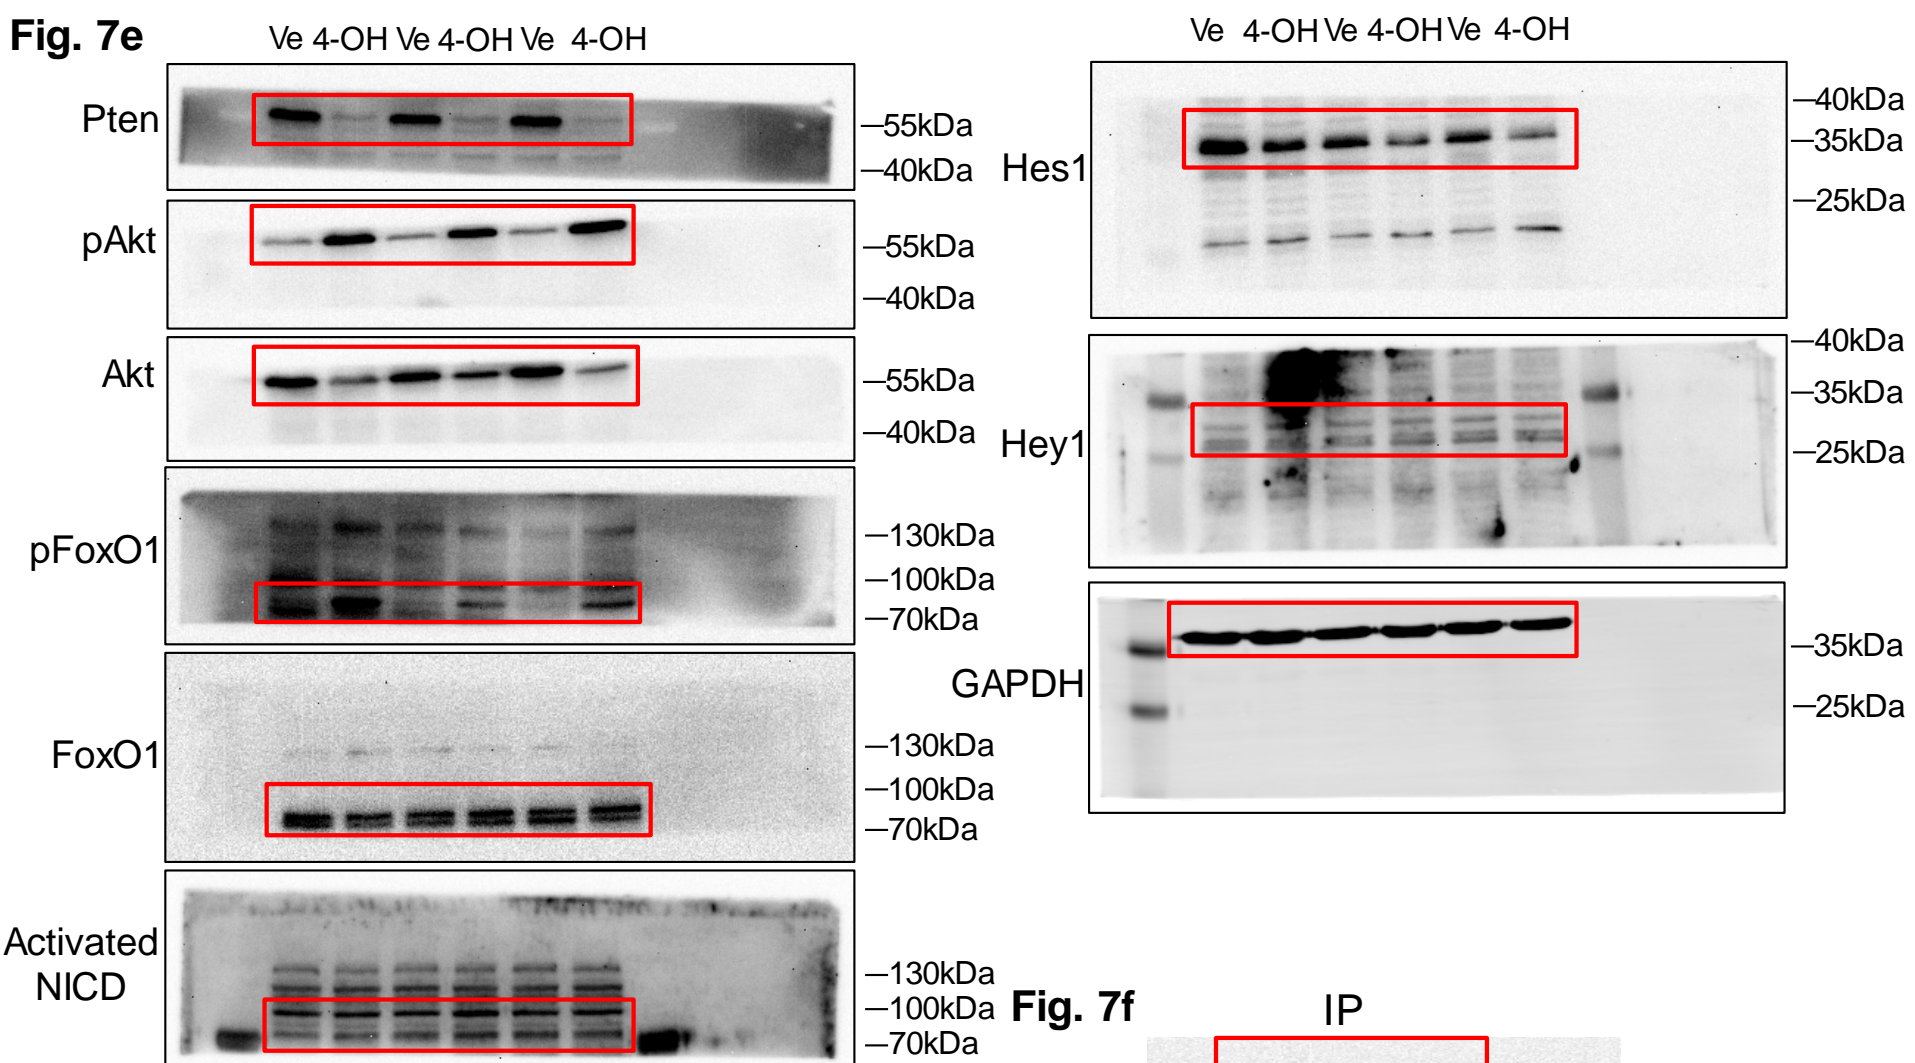 Fig. 7e
Ve 4-OH Ve 4-OH Ve 4-OH
Pten
–55kDa
–40kDa
pAkt
–55kDa
–40kDa
Akt
–55kDa
–40kDa
pFoxO1
–130kDa
–100kDa
–70kDa
FoxO1
–130kDa
–100kDa
–70kDa
Activated
NICD
–130kDa
–100kDa
–70kDa
Ve 4-OH Ve 4-OH Ve 4-OH
Hes1
–40kDa
–35kDa
–25kDa
Hey1
–40kDa
–35kDa
–25kDa
GAPDH
–35kDa
–25kDa
Fig. 7f
IP